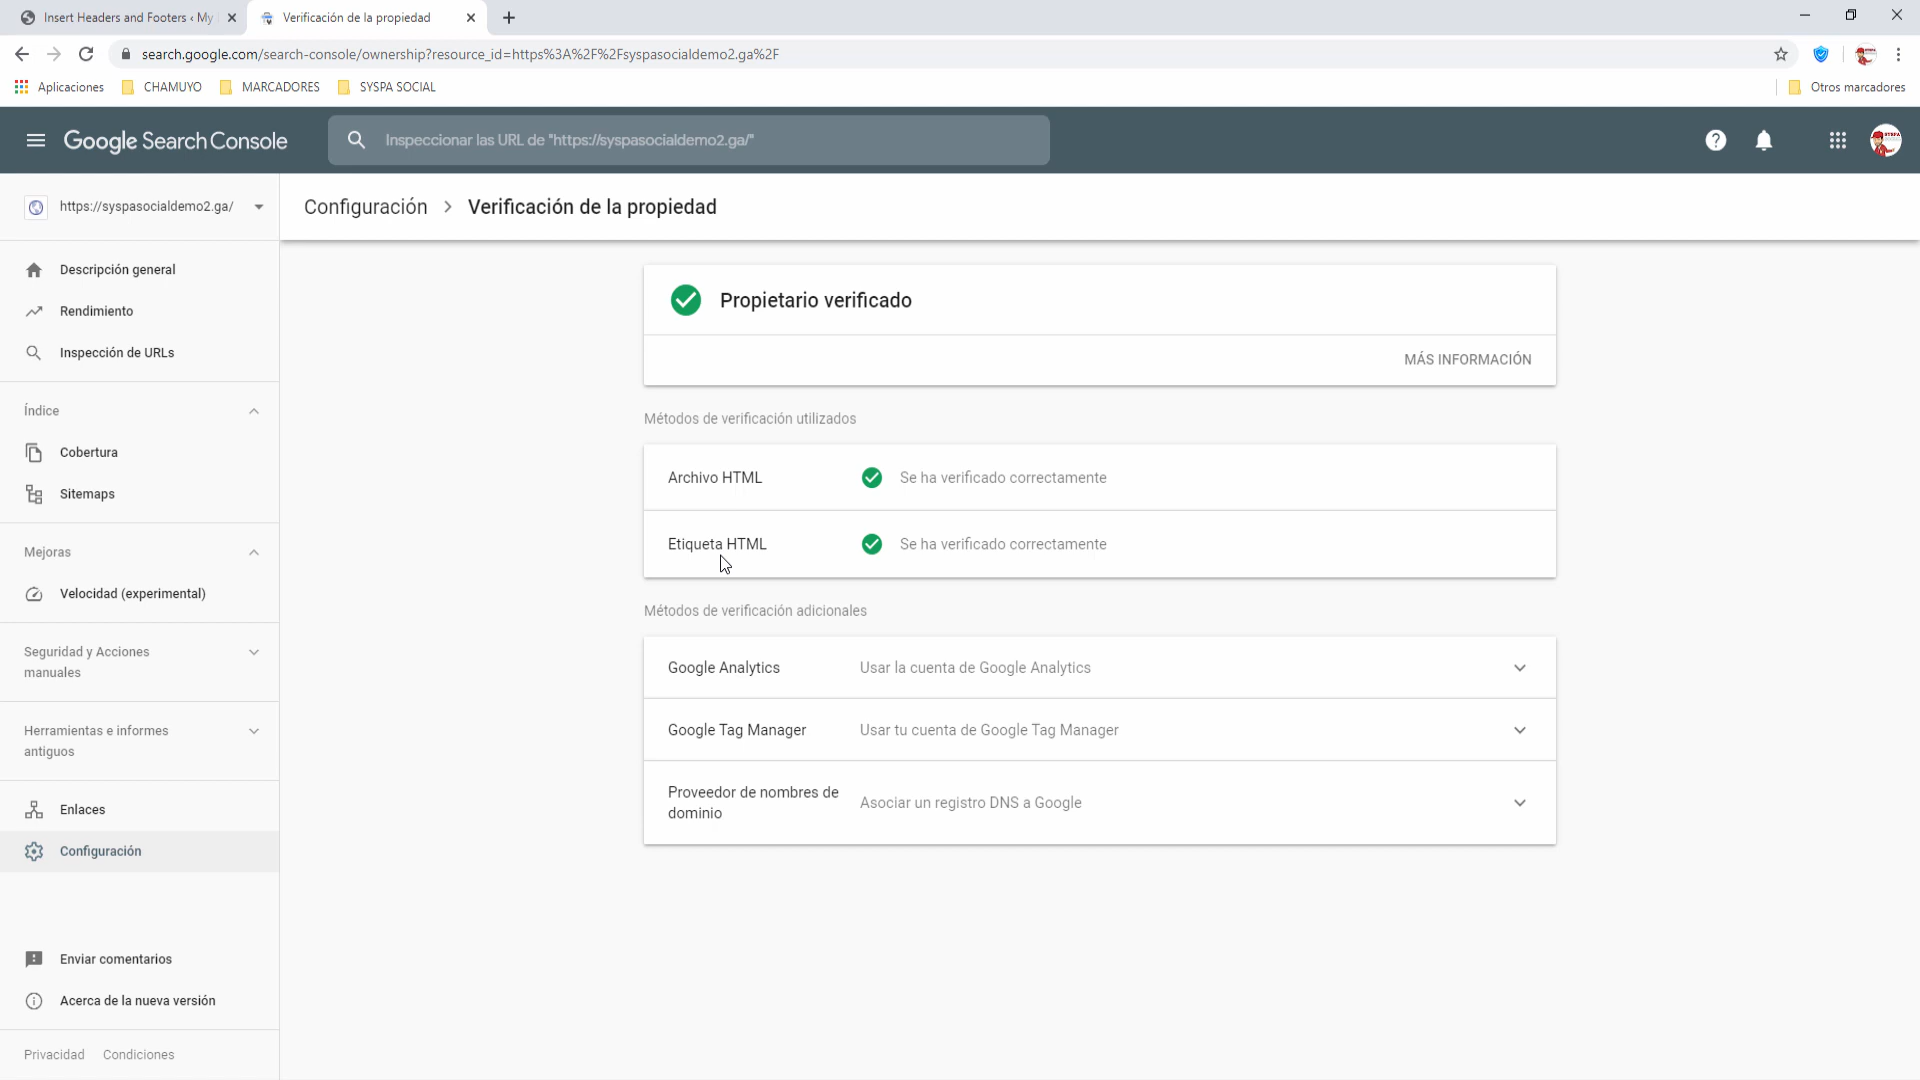 Insert Headers and Footers ‹ My
Verificación de la propiedad
search.google.com/search-console/ownership?resource_id=https%3A%2F%2Fsyspasocialdemo2.ga%2F
Aplicaciones
CHAMUYO
MARCADORES
SYSPA SOCIAL
Otros marcadores
Google Search Console
Inspeccionar las URL de "https://syspasocialdemo2.ga/"
https://syspasocialdemo2.ga/
Configuración > Verificación de la propiedad
Descripción general
Rendimiento
Inspección de URLs
Índice
Cobertura
Sitemaps
Mejoras
Velocidad (experimental)
Seguridad y Acciones
manuales
Herramientas e informes
antiguos
Enlaces
Configuración
Enviar comentarios
Acerca de la nueva versión
Privacidad
Condiciones
Propietario verificado
MÁS INFORMACIÓN
Métodos de verificación utilizados
Archivo HTML
Se ha verificado correctamente
Etiqueta HTML
Se ha verificado correctamente
Métodos de verificación adicionales
Google Analytics
Usar la cuenta de Google Analytics
Google Tag Manager
Usar tu cuenta de Google Tag Manager
Proveedor de nombres de
dominio
Asociar un registro DNS a Google